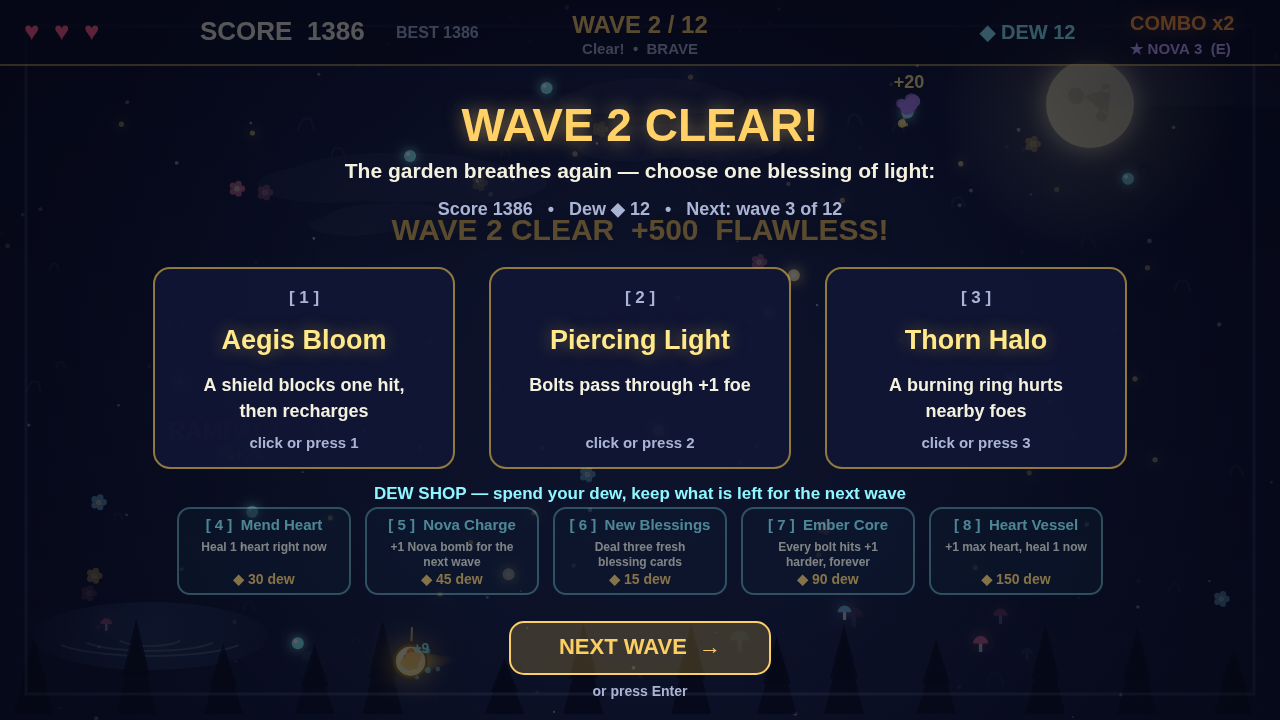 ♥ ♥ ♥ SCORE 1386 BEST 1386 WAVE 2 / 12 ◆ DEW 12 COMBO x2
Clear! • BRAVE ★ NOVA 3 (E)
+20
WAVE 2 CLEAR!
The garden breathes again — choose one blessing of light:
Score 1386 • Dew ◆ 12 • Next: wave 3 of 12
WAVE 2 CLEAR +500 FLAWLESS!
[ 1 ]
Aegis Bloom
A shield blocks one hit,
then recharges
click or press 1
[ 2 ]
Piercing Light
Bolts pass through +1 foe
click or press 2
[ 3 ]
Thorn Halo
A burning ring hurts
nearby foes
click or press 3
DEW SHOP — spend your dew, keep what is left for the next wave
[ 4 ] Mend Heart
Heal 1 heart right now
◆ 30 dew
[ 5 ] Nova Charge
+1 Nova bomb for the
next wave
◆ 45 dew
[ 6 ] New Blessings
Deal three fresh
blessing cards
◆ 15 dew
[ 7 ] Ember Core
Every bolt hits +1
harder, forever
◆ 90 dew
[ 8 ] Heart Vessel
+1 max heart, heal 1 now
◆ 150 dew
+9
NEXT WAVE →
or press Enter